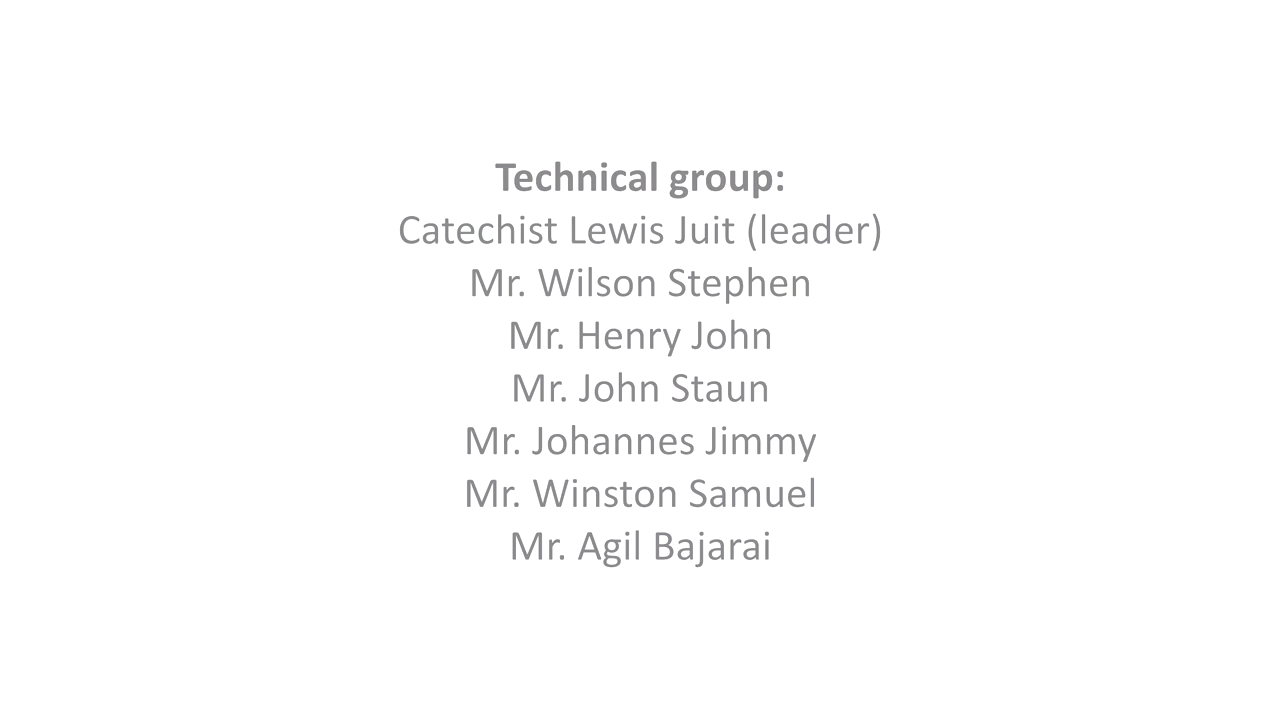 Technical group:
Catechist Lewis Juit (leader)
Mr. Wilson Stephen
Mr. Henry John
Mr. John Staun
Mr. Johannes Jimmy
Mr. Winston Samuel
Mr. Agil Bajarai